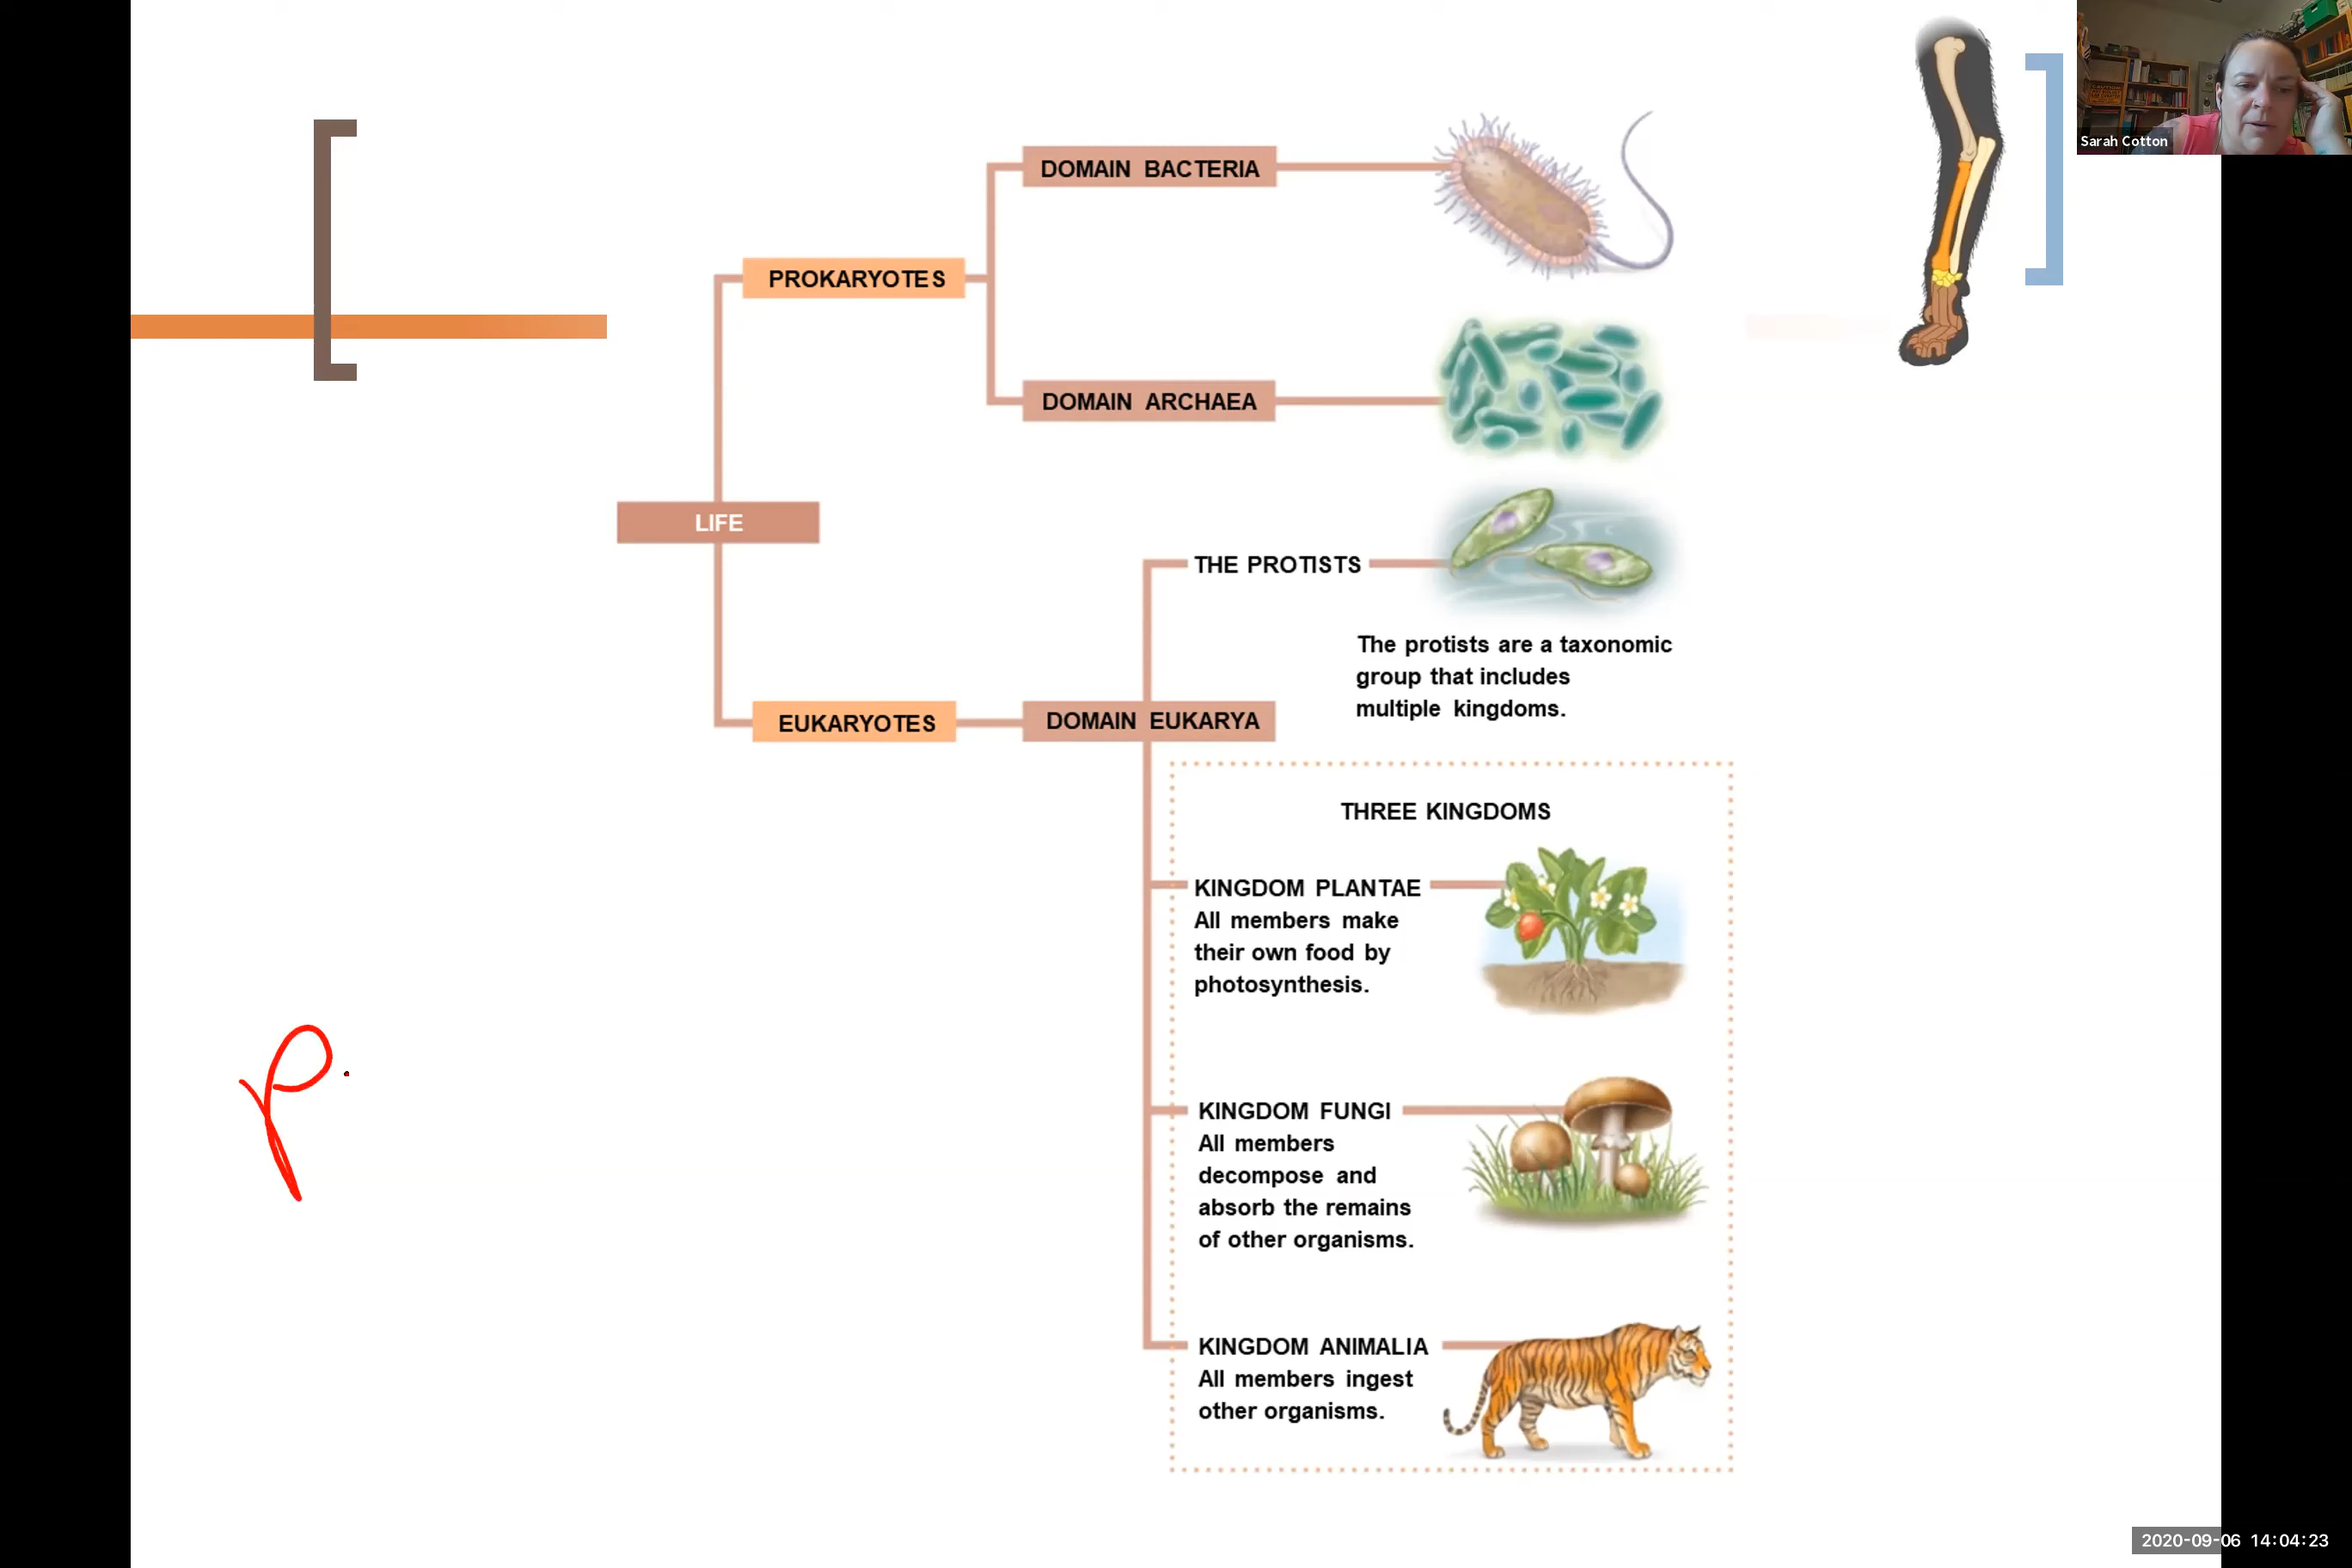 Sarah Cotton
DOMAIN BACTERIA
PROKARYOTES
DOMAIN ARCHAEA
LIFE
THE PROTISTS
The protists are a taxonomic
group that includes
multiple kingdoms.
EUKARYOTES
DOMAIN EUKARYA
THREE KINGDOMS
KINGDOM PLANTAE
All members make
their own food by
photosynthesis.
P
KINGDOM FUNGI
All members
decompose and
absorb the remains
of other organisms.
KINGDOM ANIMALIA
All members ingest
other organisms.
2020-09-06 14:04:23